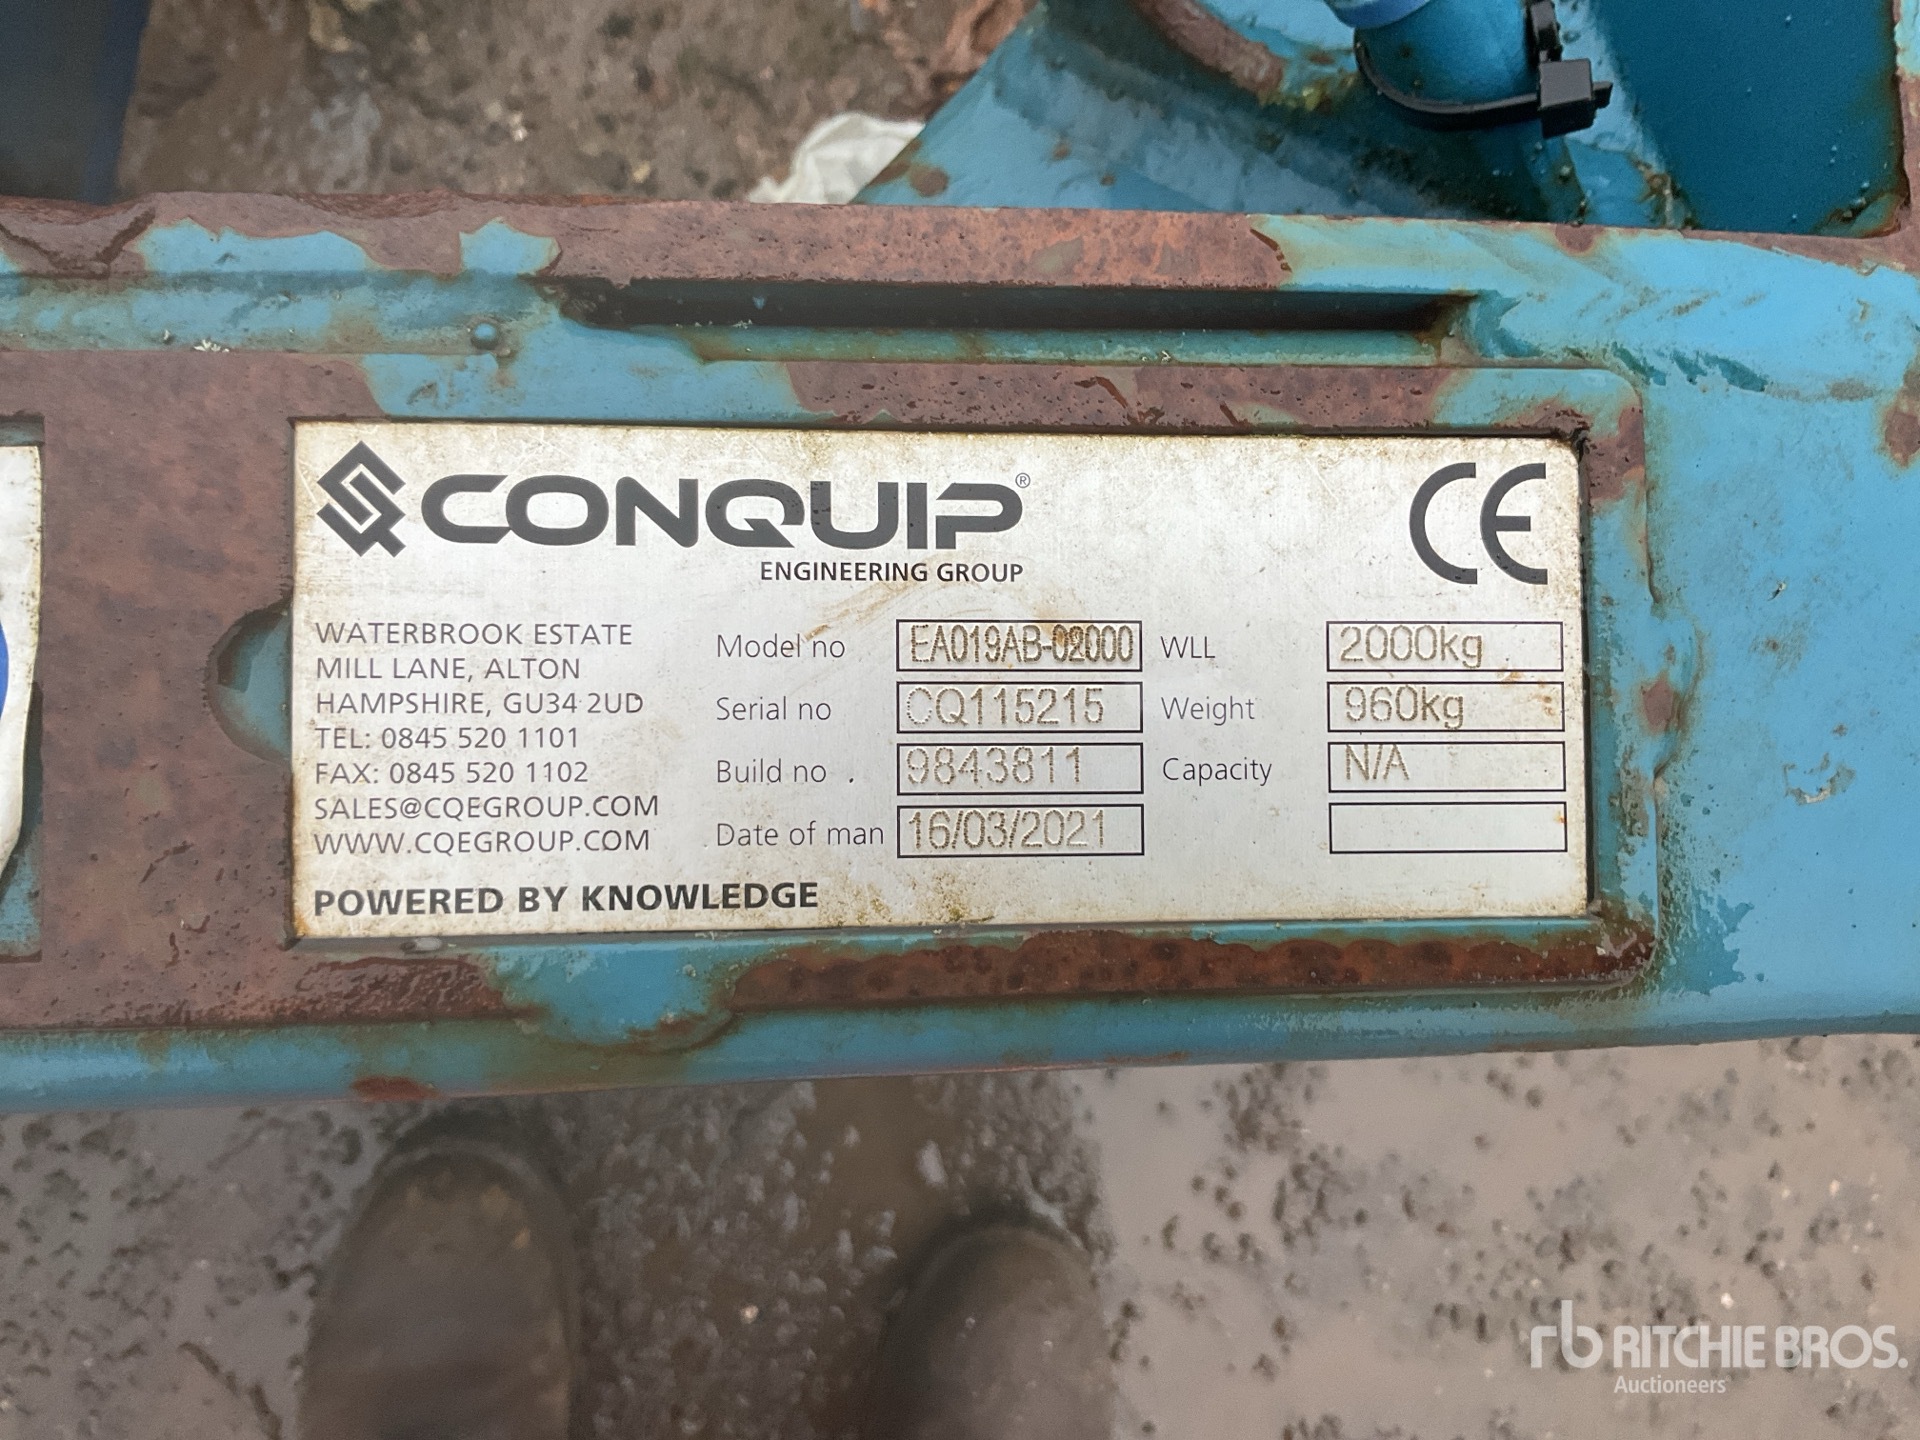 CONQUIP®
ENGINEERING GROUP
CE
WATERBROOK ESTATE
MILL LANE, ALTON
HAMPSHIRE, GU34 2UD
TEL: 0845 520 1101
FAX: 0845 520 1102
SALES@CQEGROUP.COM
WWW.CQEGROUP.COM
POWERED BY KNOWLEDGE
Model no EA019AB-02000 WLL 2000kg
Serial no CQ115215 Weight 960kg
Build no . 9843811 Capacity N/A
Date of man 16/03/2021
rb RITCHIE BROS.
Auctioneers